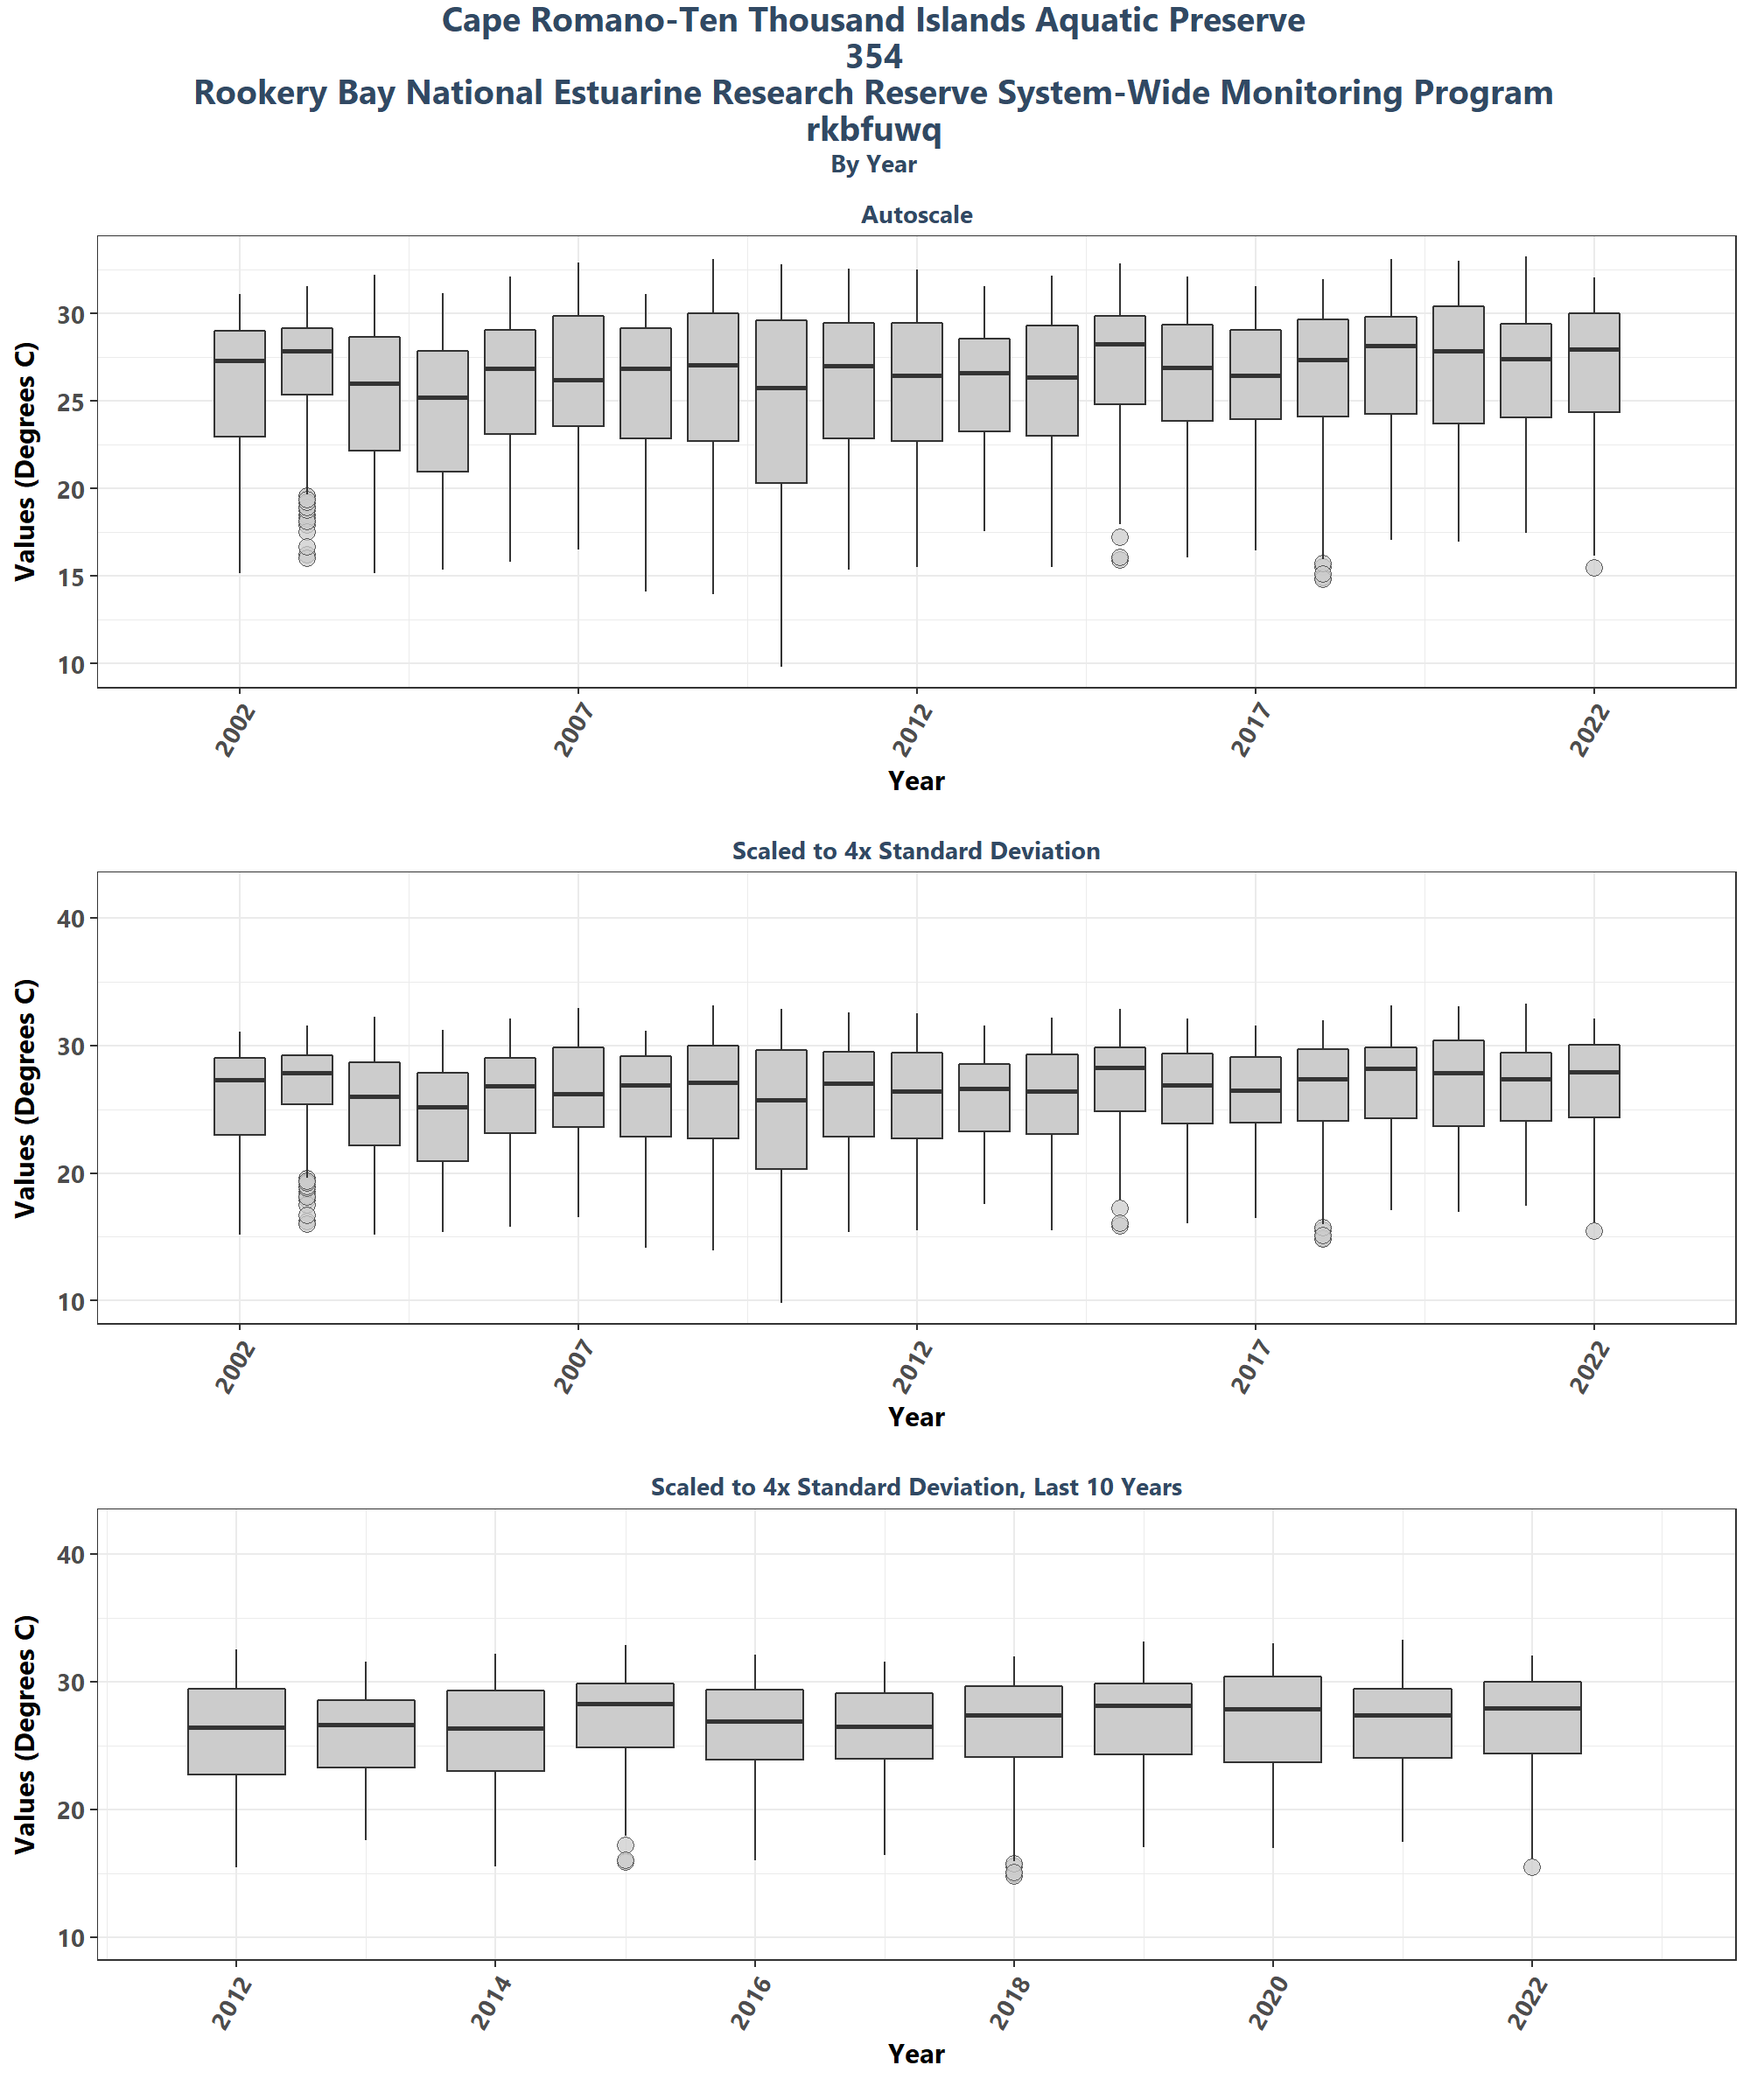 Cape Romano-Ten Thousand Islands Aquatic Preserve
354
Rookery Bay National Estuarine Research Reserve System-Wide Monitoring Program
rkbfuwq
By Year
Autoscale
Values (Degrees C)
30
25
20
15
10
2002
2007
2012
2017
2022
Year
Scaled to 4x Standard Deviation
Values (Degrees C)
40
30
20
10
2002
2007
2012
2017
2022
Year
Scaled to 4x Standard Deviation, Last 10 Years
Values (Degrees C)
40
30
20
10
2012
2014
2016
2018
2020
2022
Year